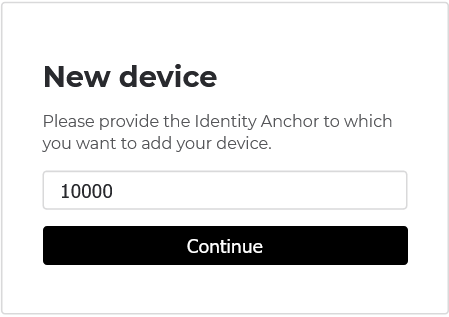 New device
Please provide the Identity Anchor to which
you want to add your device.
10000
Continue